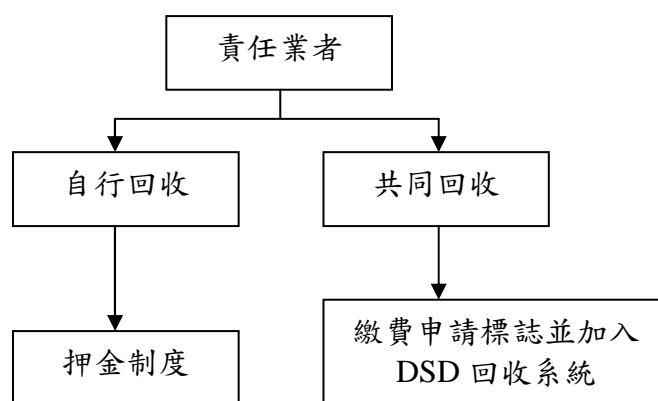 責任業者
自行回收
共同回收
押金制度
繳費申請標誌並加入
DSD 回收系統